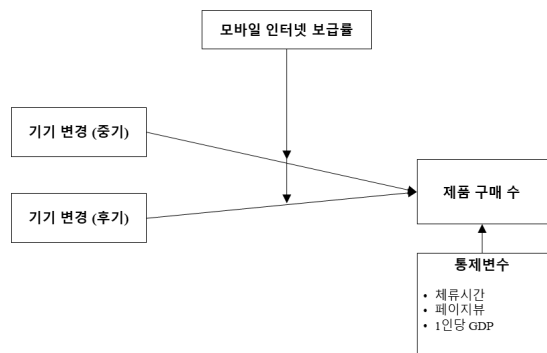 모바일 인터넷 보급률
기기 변경 (중기)
기기 변경 (후기)
제품 구매 수
통제변수
• 체류시간
• 페이지뷰
• 1인당 GDP